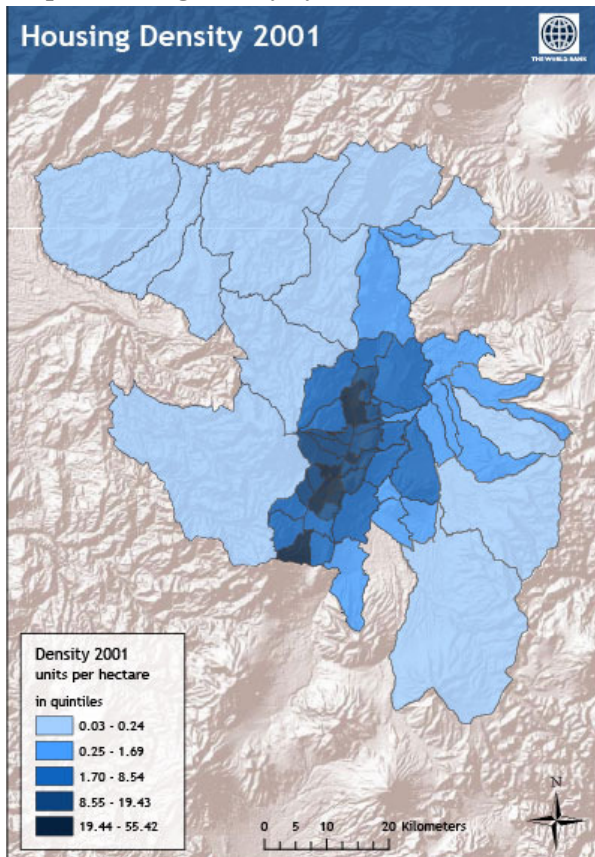 Housing Density 2001
THE WORLD BANK
Density 2001
units per hectare
in quintiles
0.03 - 0.24
0.25 - 1.69
1.70 - 8.54
8.55 - 19.43
19.44 - 55.42
N
0 5 10 20 Kilometers